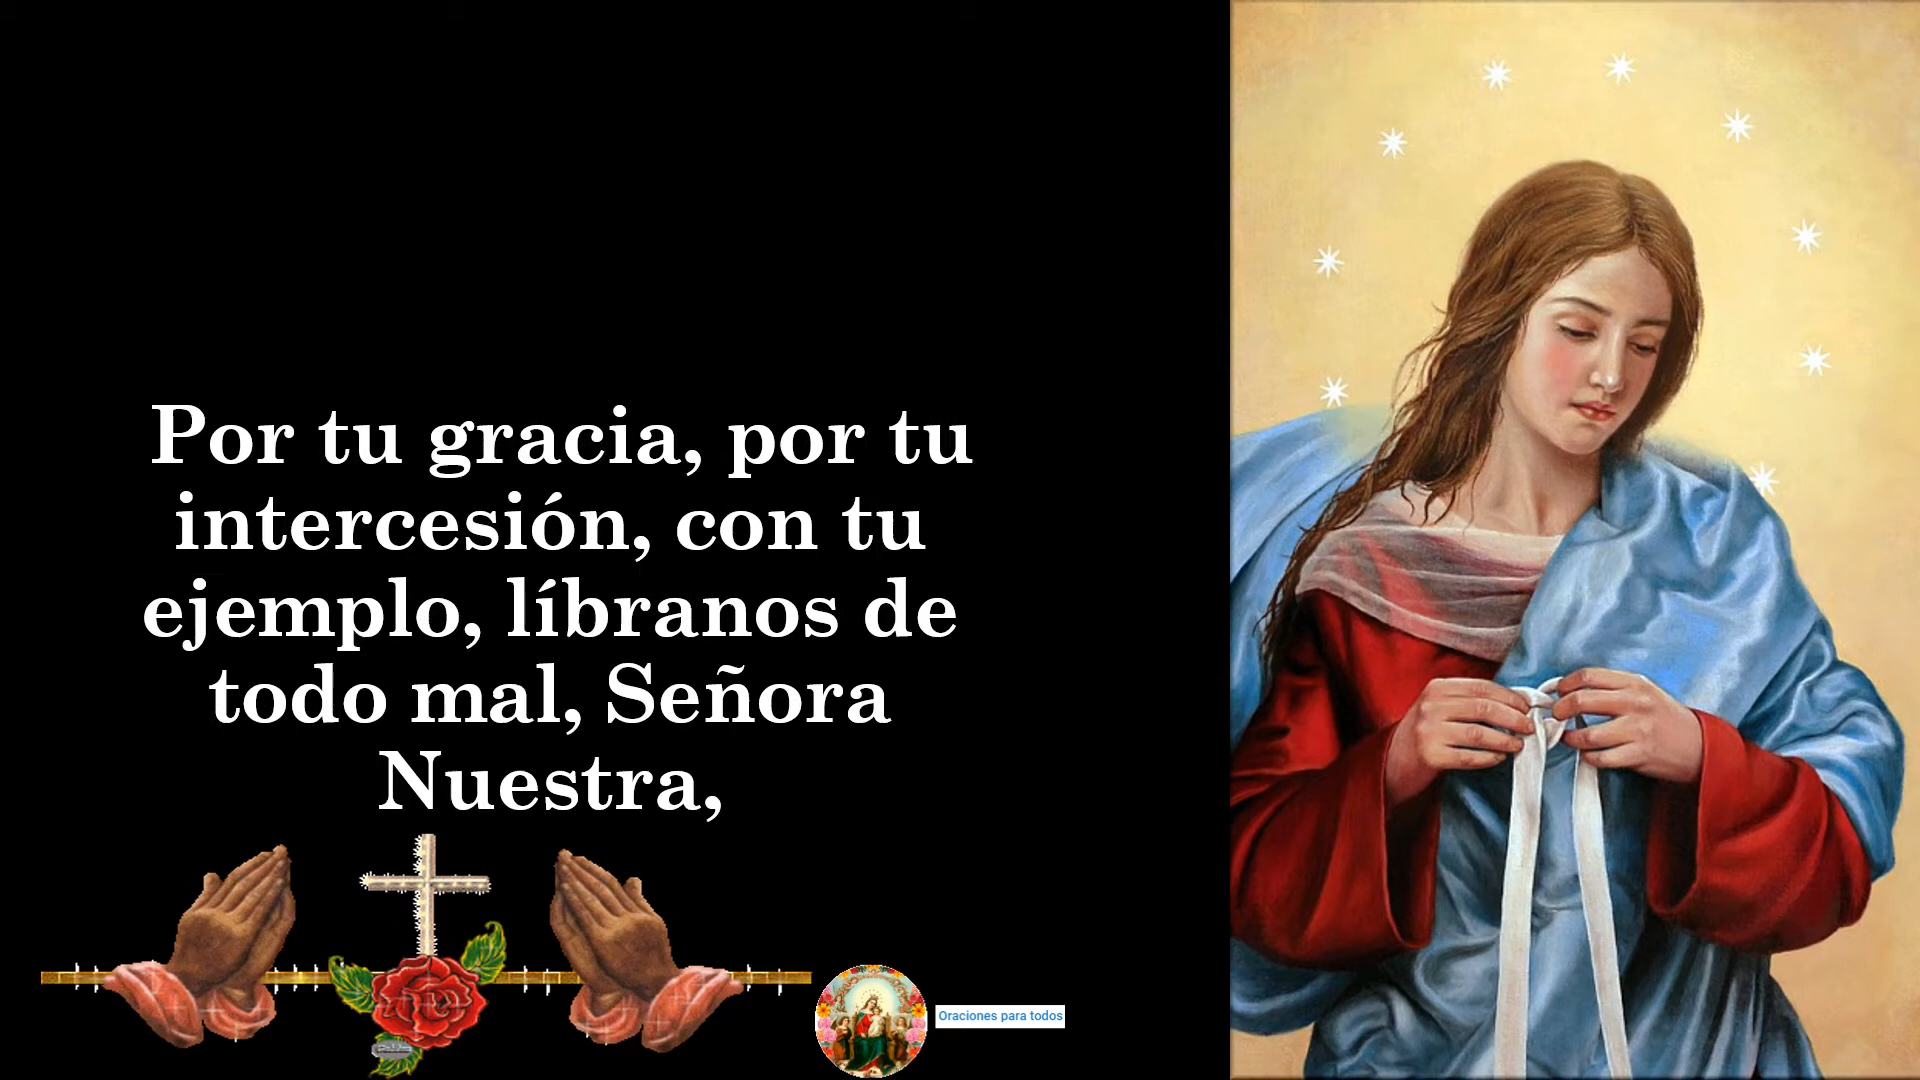 Por tu gracia, por tu
intercesión, con tu
ejemplo, líbranos de
todo mal, Señora
Nuestra,
Oraciones para todos